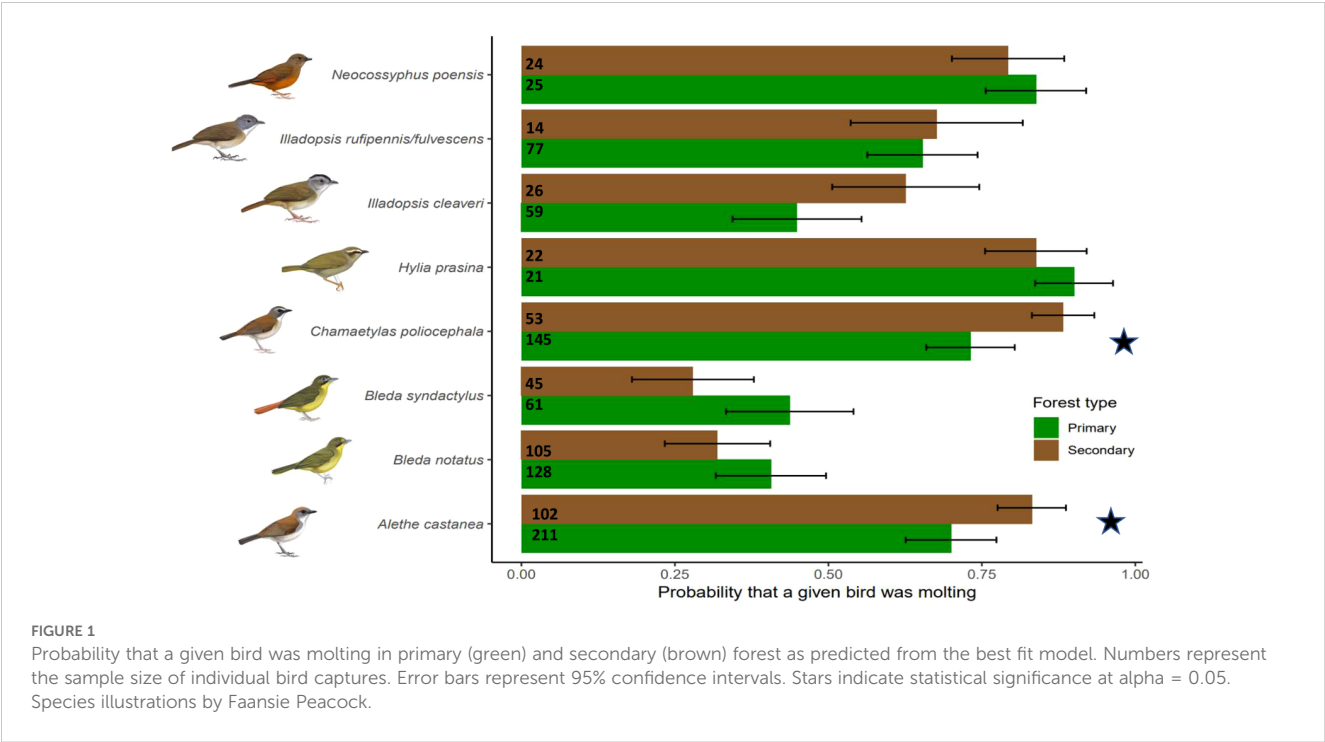 24
Neocossyphus poensis
25
14
Illadopsis rufipennis/fulvescens
77
26
Illadopsis cleaveri
59
22
Hylia prasina
21
53
Chamaetylas poliocephala
145
45
Bleda syndactylus
61
105
Bleda notatus
128
102
Alethe castanea
211
Forest type
Primary
Secondary
0.00 0.25 0.50 0.75 1.00
Probability that a given bird was molting
FIGURE 1
Probability that a given bird was molting in primary (green) and secondary (brown) forest as predicted from the best fit model. Numbers represent
the sample size of individual bird captures. Error bars represent 95% confidence intervals. Stars indicate statistical significance at alpha = 0.05.
Species illustrations by Faansie Peacock.